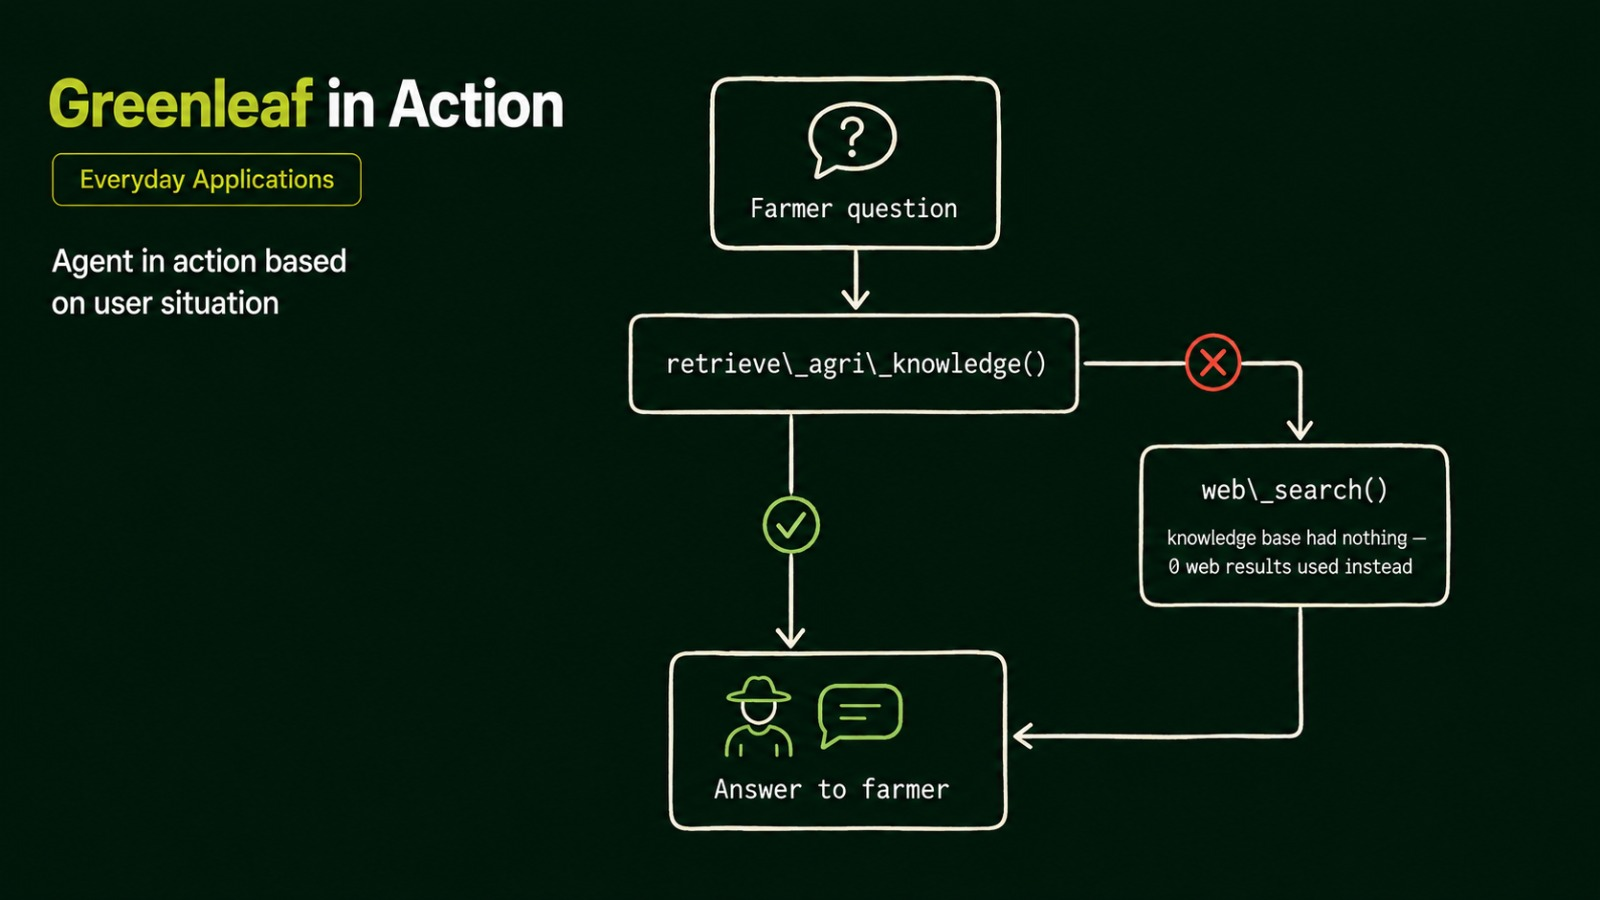 Greenleaf in Action
Everyday Applications
Agent in action based
on user situation
?
Farmer question
retrieve\_agri\_knowledge()
web\_search()
knowledge base had nothing —
0 web results used instead
Answer to farmer